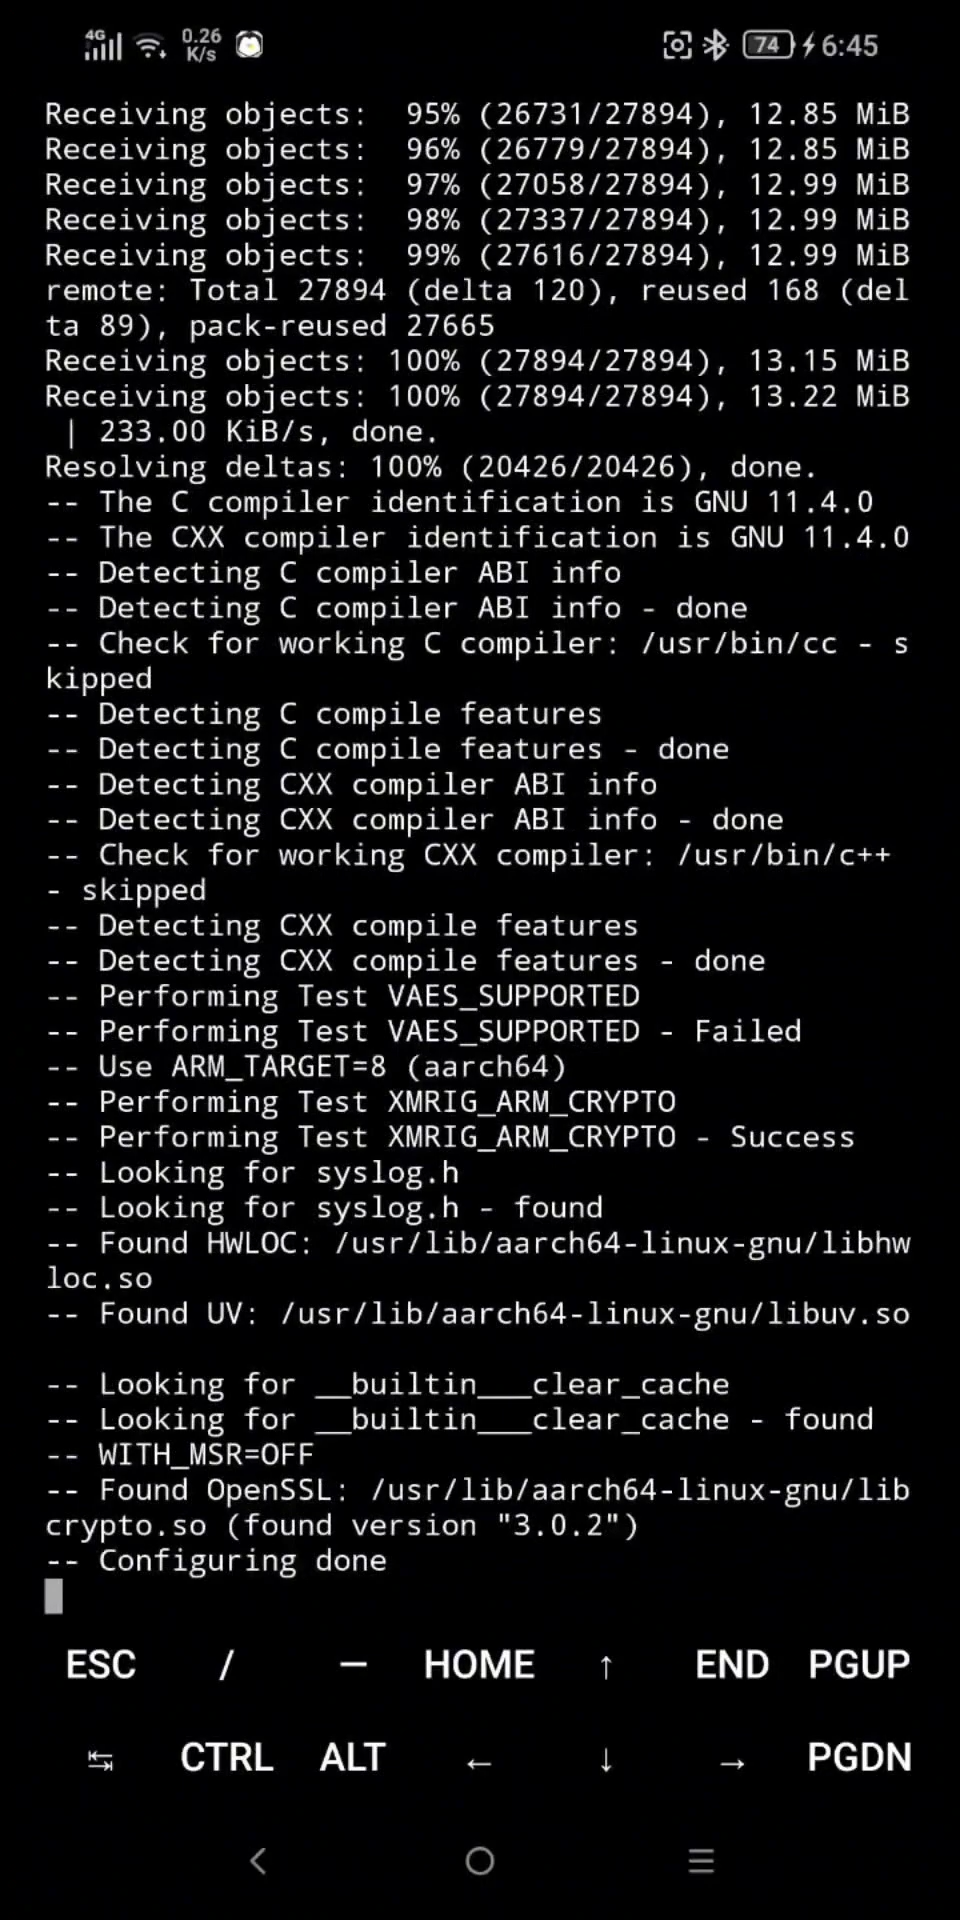 4G 0.26 K/s 74 6:45
Receiving objects:  95% (26731/27894), 12.85 MiB
Receiving objects:  96% (26779/27894), 12.85 MiB
Receiving objects:  97% (27058/27894), 12.99 MiB
Receiving objects:  98% (27337/27894), 12.99 MiB
Receiving objects:  99% (27616/27894), 12.99 MiB
remote: Total 27894 (delta 120), reused 168 (del
ta 89), pack-reused 27665
Receiving objects: 100% (27894/27894), 13.15 MiB
Receiving objects: 100% (27894/27894), 13.22 MiB
 | 233.00 KiB/s, done.
Resolving deltas: 100% (20426/20426), done.
-- The C compiler identification is GNU 11.4.0
-- The CXX compiler identification is GNU 11.4.0
-- Detecting C compiler ABI info
-- Detecting C compiler ABI info - done
-- Check for working C compiler: /usr/bin/cc - s
kipped
-- Detecting C compile features
-- Detecting C compile features - done
-- Detecting CXX compiler ABI info
-- Detecting CXX compiler ABI info - done
-- Check for working CXX compiler: /usr/bin/c++
- skipped
-- Detecting CXX compile features
-- Detecting CXX compile features - done
-- Performing Test VAES_SUPPORTED
-- Performing Test VAES_SUPPORTED - Failed
-- Use ARM_TARGET=8 (aarch64)
-- Performing Test XMRIG_ARM_CRYPTO
-- Performing Test XMRIG_ARM_CRYPTO - Success
-- Looking for syslog.h
-- Looking for syslog.h - found
-- Found HWLOC: /usr/lib/aarch64-linux-gnu/libhw
loc.so
-- Found UV: /usr/lib/aarch64-linux-gnu/libuv.so
-- Looking for __builtin___clear_cache
-- Looking for __builtin___clear_cache - found
-- WITH_MSR=OFF
-- Found OpenSSL: /usr/lib/aarch64-linux-gnu/lib
crypto.so (found version "3.0.2")
-- Configuring done
ESC / — HOME ↑ END PGUP
↹ CTRL ALT ← ↓ → PGDN